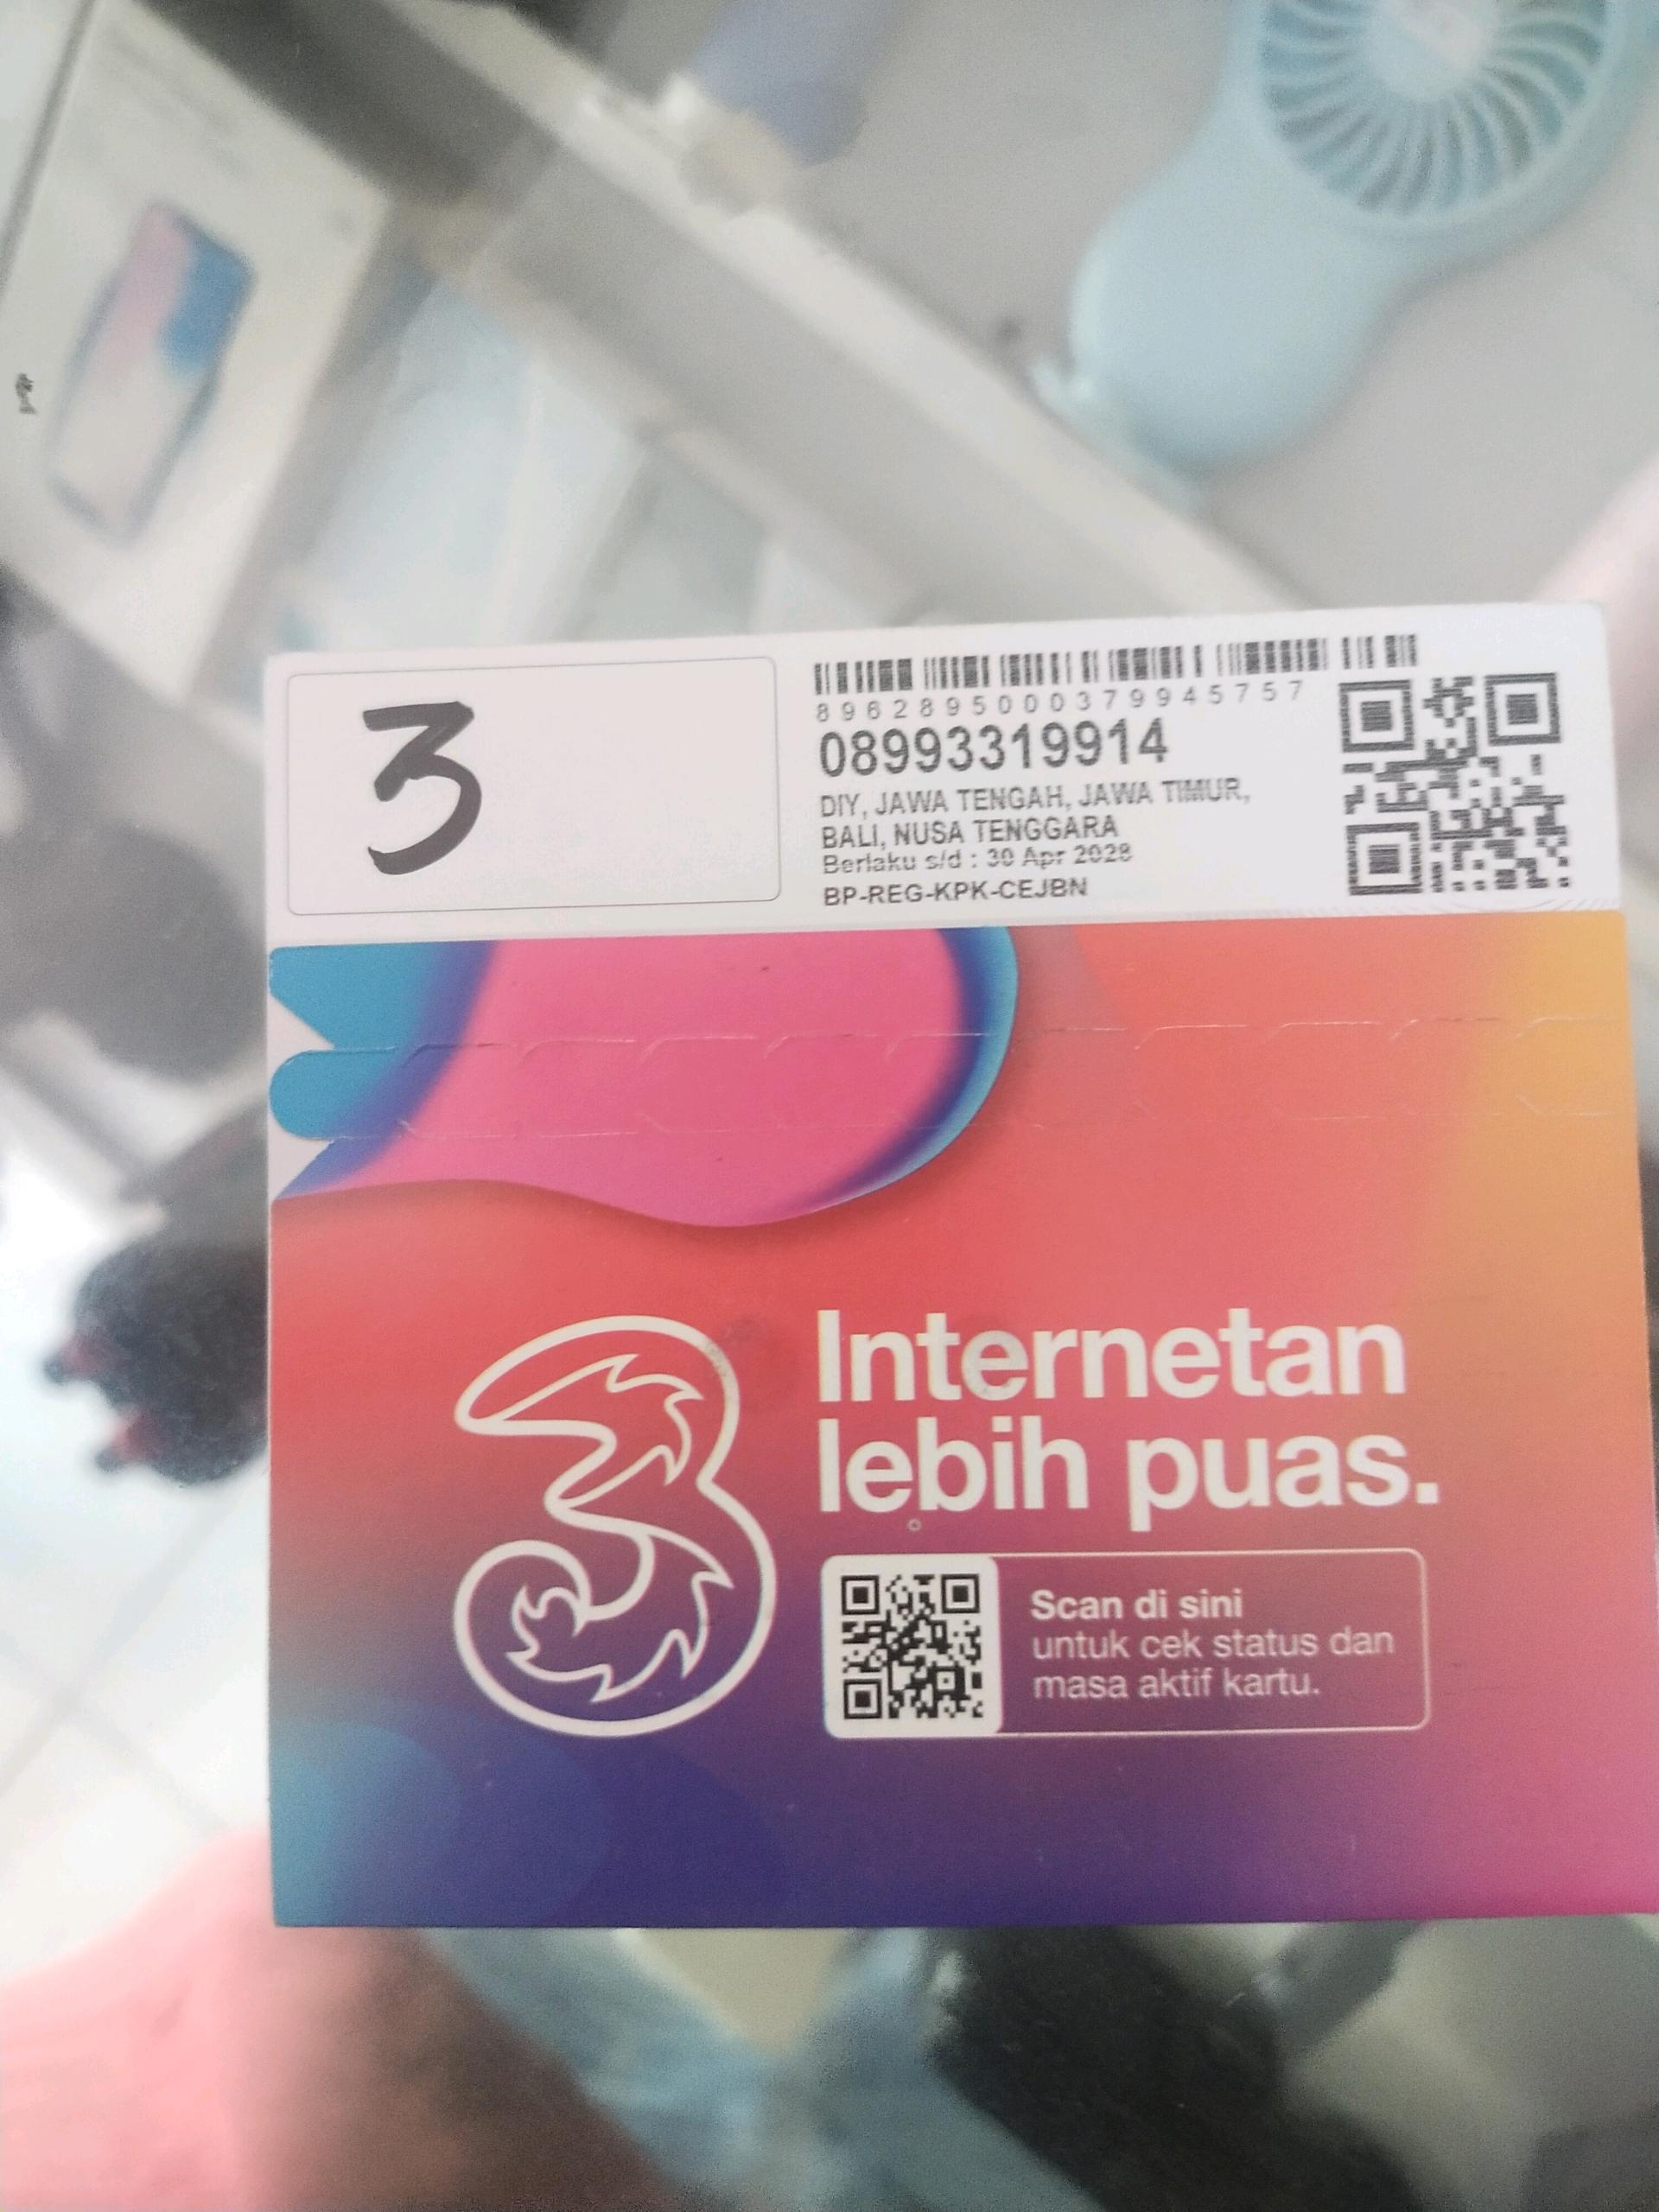 3
8962895000379945757
08993319914
DIY, JAWA TENGAH, JAWA TIMUR,
BALI, NUSA TENGGARA
Berlaku s/d : 30 Apr 2028
BP-REG-KPK-CEJBN
3
Internetan
lebih puas.
Scan di sini
untuk cek status dan
masa aktif kartu.